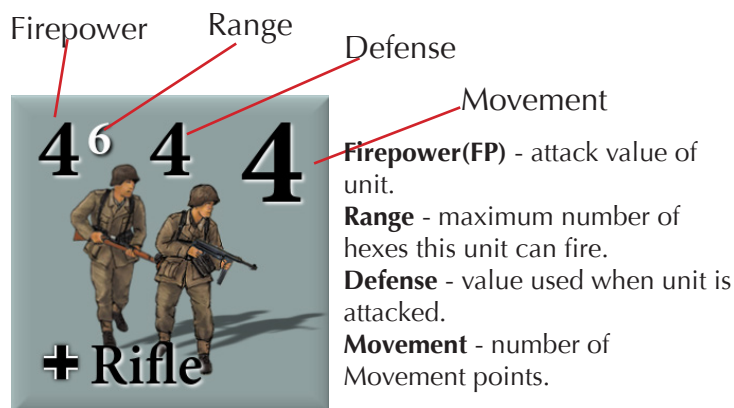 Firepower
Range
Defense
Movement
4 6 4 4
Rifle
Firepower(FP) - attack value of
unit.
Range - maximum number of
hexes this unit can fire.
Defense - value used when unit is
attacked.
Movement - number of
Movement points.